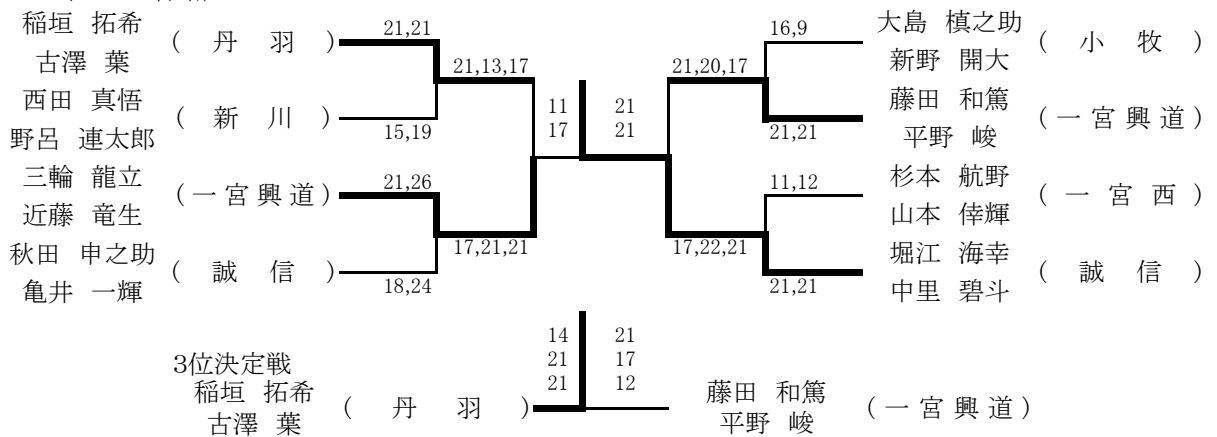 稲垣 拓希
古澤 葉
(丹羽)
21,21
西田 真悟
野呂 連太郎
(新川)
15,19
21,13,17
三輪 龍立
近藤 竜生
(一宮興道)
21,26
秋田 申之助
亀井 一輝
(誠信)
18,24
17,21,21
11
17
21
21
21,20,17
16,9
大島 槙之助
新野 開大
(小牧)
21,21
藤田 和篤
平野 峻
(一宮興道)
17,22,21
11,12
杉本 航野
山本 倖輝
(一宮西)
21,21
堀江 海幸
中里 碧斗
(誠信)
3位決定戦
稲垣 拓希
古澤 葉
(丹羽)
14
21
21
21
17
12
藤田 和篤
平野 峻
(一宮興道)